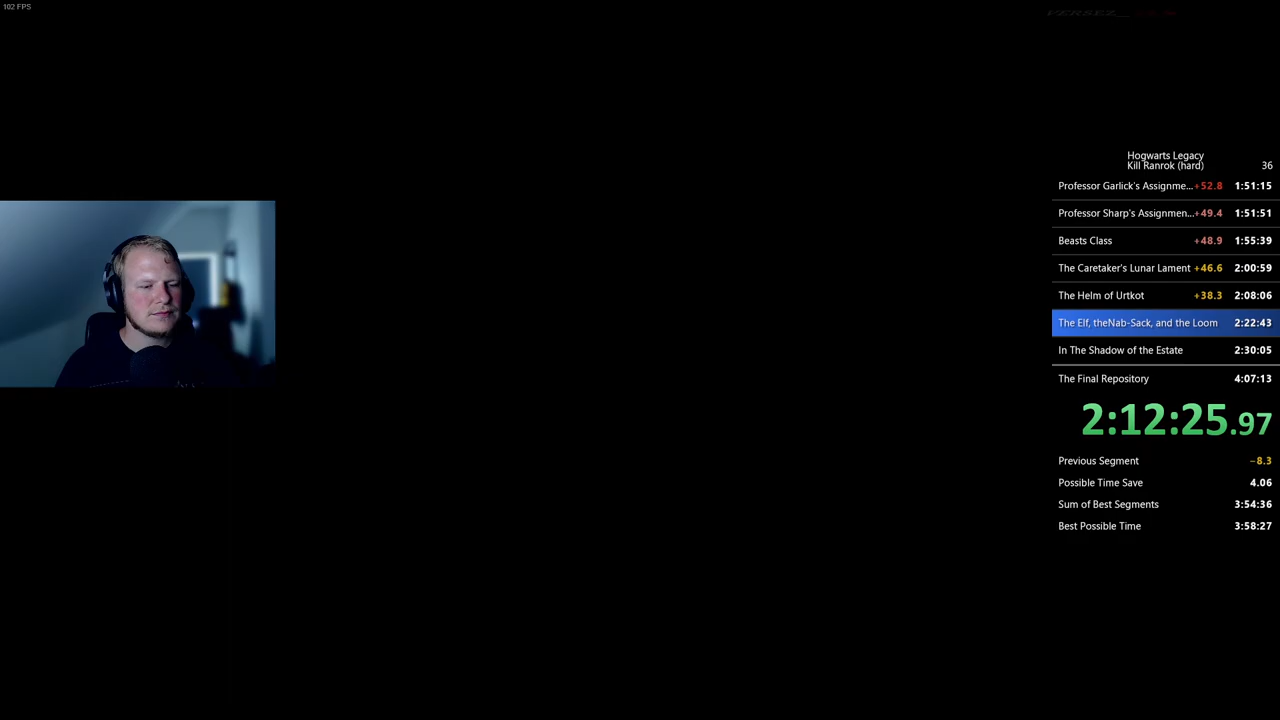 102 FPS
VERSEZ__
Hogwarts Legacy
Kill Ranrok (hard) 36
Professor Garlick's Assignme... +52.8 1:51:15
Professor Sharp's Assignmen... +49.4 1:51:51
Beasts Class +48.9 1:55:39
The Caretaker's Lunar Lament +46.6 2:00:59
The Helm of Urtkot +38.3 2:08:06
The Elf, theNab-Sack, and the Loom 2:22:43
In The Shadow of the Estate 2:30:05
The Final Repository 4:07:13
2:12:25.97
Previous Segment −8.3
Possible Time Save 4.06
Sum of Best Segments 3:54:36
Best Possible Time 3:58:27